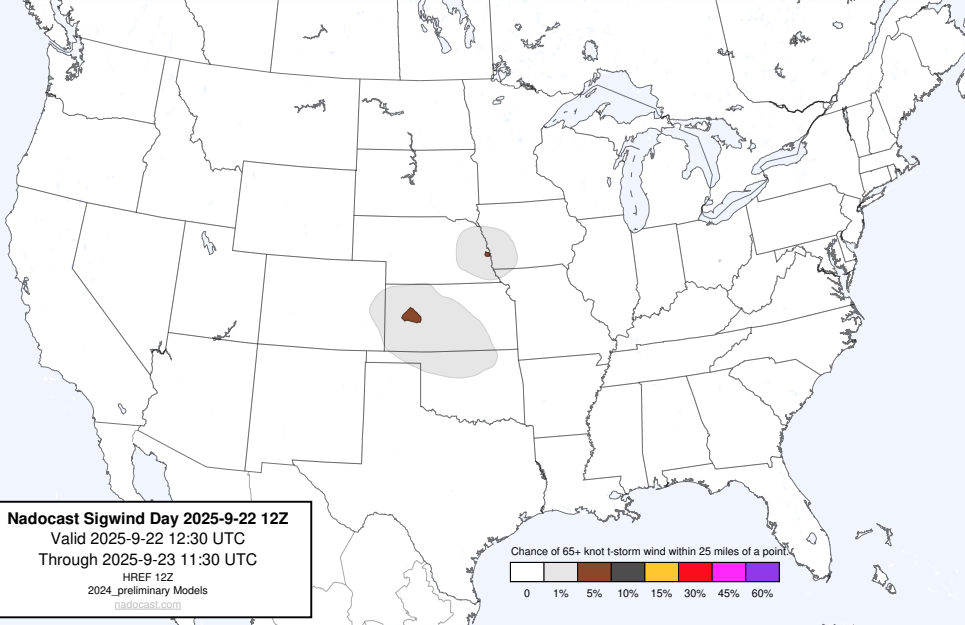 Nadocast Sigwind Day 2025-9-22 12Z
Valid 2025-9-22 12:30 UTC
Through 2025-9-23 11:30 UTC
HREF 12Z
2024_preliminary Models
nadocast.com
Chance of 65+ knot t-storm wind within 25 miles of a point.
0 1% 5% 10% 15% 30% 45% 60%